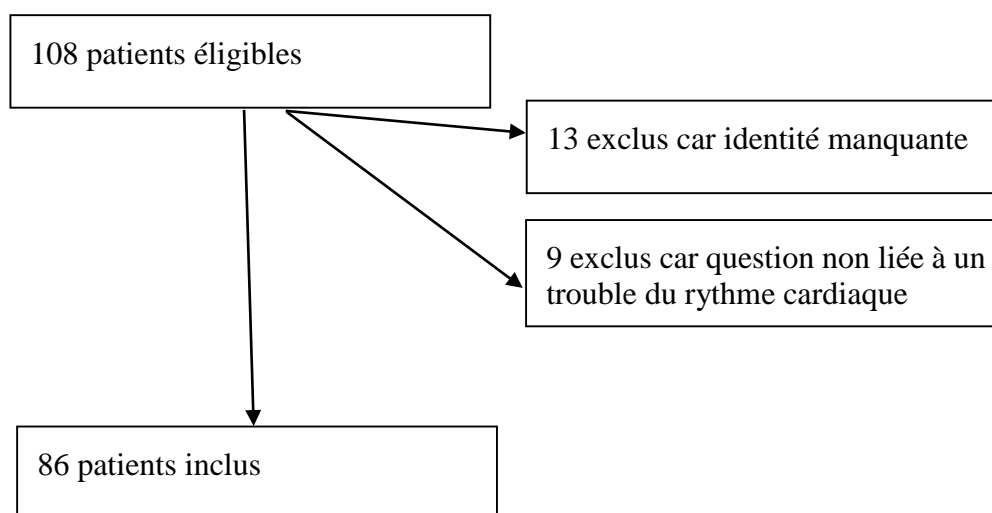 108 patients éligibles
13 exclus car identité manquante
9 exclus car question non liée à un
trouble du rythme cardiaque
86 patients inclus